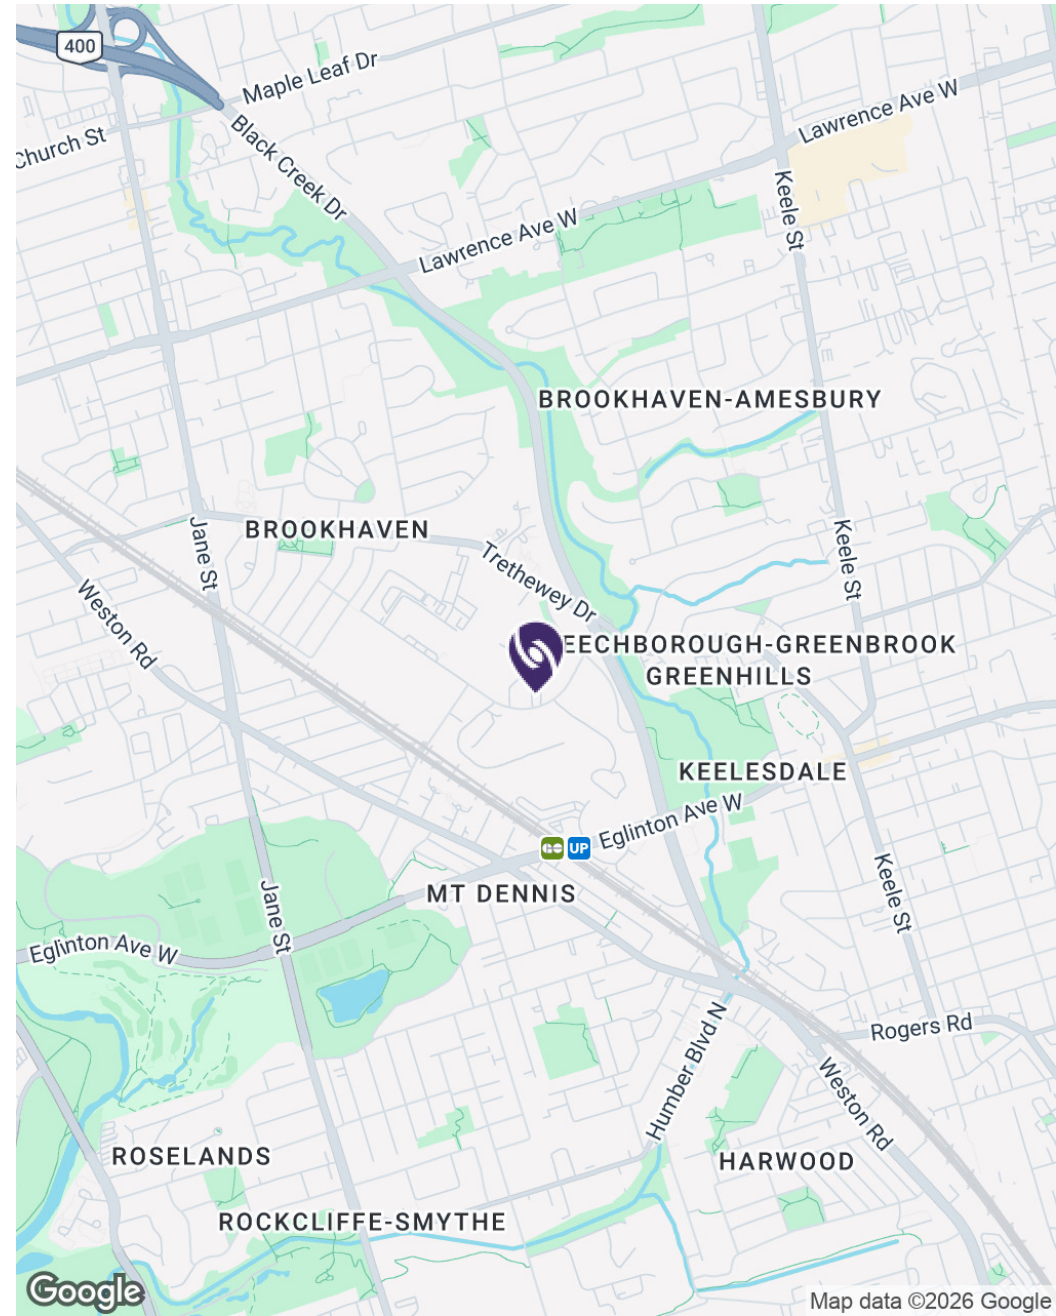 400
Maple Leaf Dr
Lawrence Ave W
Church St
Black Creek Dr
Keele St
Lawrence Ave W
BROOKHAVEN-AMESBURY
BROOKHAVEN
Jane St
Trethewey Dr
Keele St
Weston Rd
EECHBOROUGH-GREENBROOK
GREENHILLS
KEELESDALE
Eglinton Ave W
UP
MT DENNIS
Keele St
Jane St
Eglinton Ave W
Rogers Rd
Humber Blvd N
Weston Rd
ROSELANDS
HARWOOD
ROCKCLIFFE-SMYTHE
Google
Map data ©2026 Google